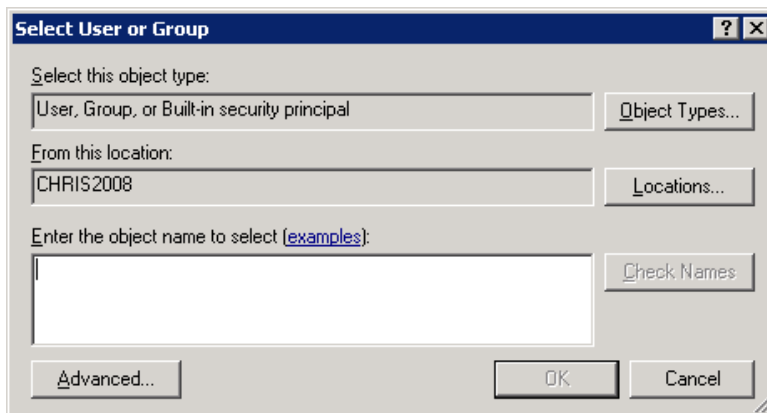 Select User or Group
Select this object type:
User, Group, or Built-in security principal
Object Types...
From this location:
CHRIS2008
Locations...
Enter the object name to select (examples):
Check Names
Advanced...
OK
Cancel